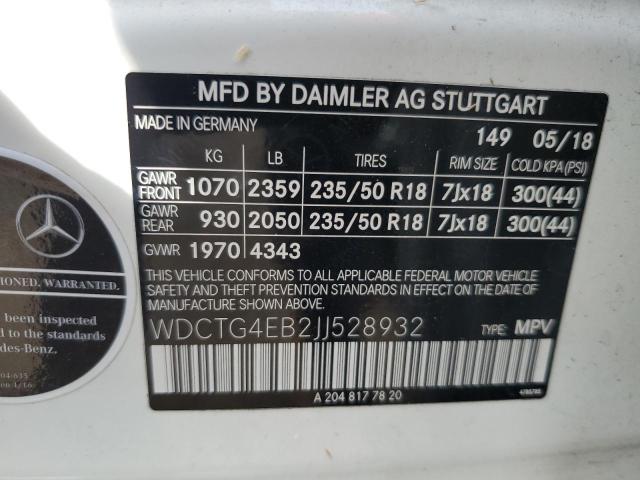 MFD BY DAIMLER AG STUTTGART
MADE IN GERMANY 149 05/18
KG LB TIRES RIM SIZE COLD KPA (PSI)
GAWR FRONT 1070 2359 235/50 R18 7Jx18 300(44)
GAWR REAR 930 2050 235/50 R18 7Jx18 300(44)
GVWR 1970 4343
THIS VEHICLE CONFORMS TO ALL APPLICABLE FEDERAL MOTOR VEHICLE
SAFETY AND THEFT PREVENTION STANDARDS IN EFFECT ON THE DATE OF
MANUFACTURE SHOWN ABOVE.
WDCTG4EB2JJ528932 TYPE: MPV
A 204 817 78 20
IONED. WARRANTED.
been inspected
to the standards
des-Benz.